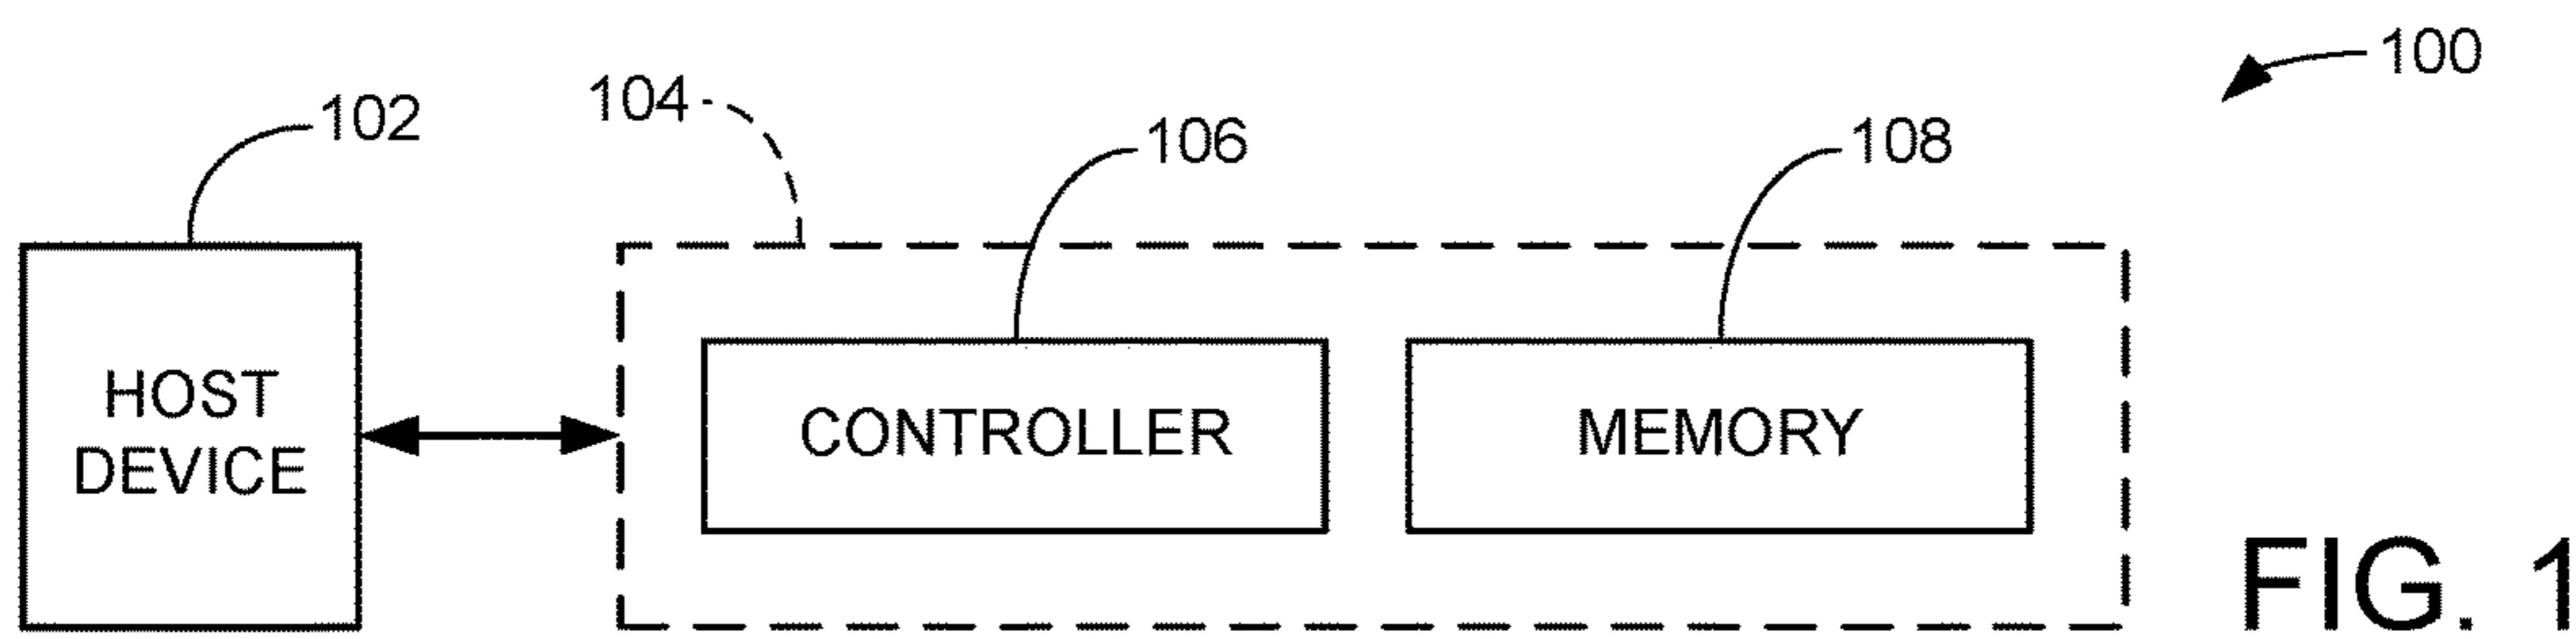 100
102
104
106
108
HOST
DEVICE
CONTROLLER
MEMORY
FIG. 1